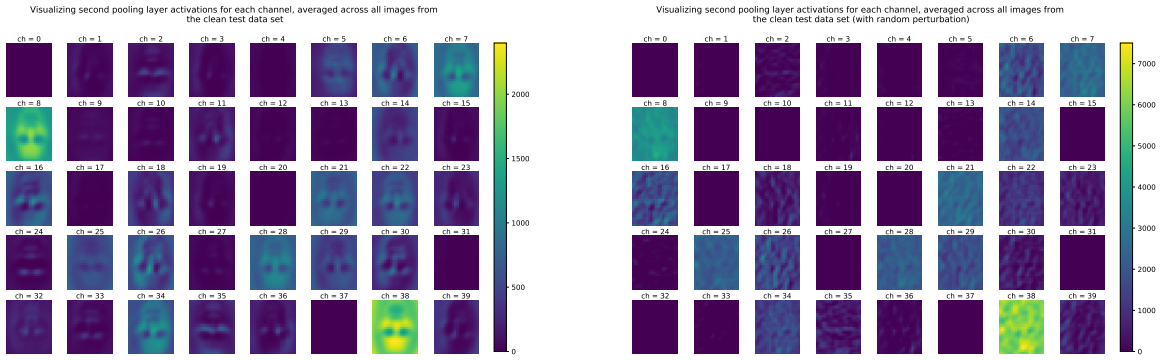 Visualizing second pooling layer activations for each channel, averaged across all images from
the clean test data set
ch = 0 ch = 1 ch = 2 ch = 3 ch = 4 ch = 5 ch = 6 ch = 7
ch = 8 ch = 9 ch = 10 ch = 11 ch = 12 ch = 13 ch = 14 ch = 15
ch = 16 ch = 17 ch = 18 ch = 19 ch = 20 ch = 21 ch = 22 ch = 23
ch = 24 ch = 25 ch = 26 ch = 27 ch = 28 ch = 29 ch = 30 ch = 31
ch = 32 ch = 33 ch = 34 ch = 35 ch = 36 ch = 37 ch = 38 ch = 39
2000
1500
1000
500
0
Visualizing second pooling layer activations for each channel, averaged across all images from
the clean test data set (with random perturbation)
ch = 0 ch = 1 ch = 2 ch = 3 ch = 4 ch = 5 ch = 6 ch = 7
ch = 8 ch = 9 ch = 10 ch = 11 ch = 12 ch = 13 ch = 14 ch = 15
ch = 16 ch = 17 ch = 18 ch = 19 ch = 20 ch = 21 ch = 22 ch = 23
ch = 24 ch = 25 ch = 26 ch = 27 ch = 28 ch = 29 ch = 30 ch = 31
ch = 32 ch = 33 ch = 34 ch = 35 ch = 36 ch = 37 ch = 38 ch = 39
7000
6000
5000
4000
3000
2000
1000
0